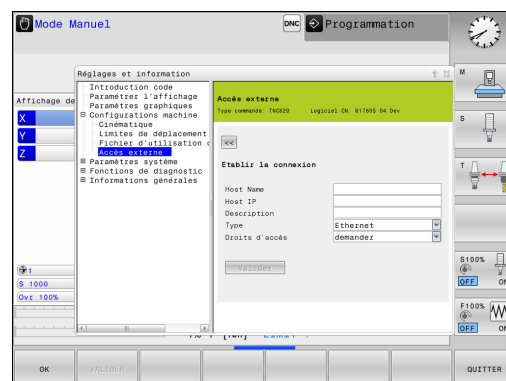 Mode Manuel
DNC
Programmation
Réglages et information
Affichage de
X
Y
Z
1
S 1000
Ovr 100%
Introduction code
Paramétrer l'affichage
Paramètres graphiques
Configurations machine
Cinématique
Limites de déplacement
Fichier d'utilisation
Accès externe
Paramètres système
Fonctions de diagnostic
Informations générales
Accès externe
Type commande: TNC620 Logiciel CN: 817605 04 Dev
<<
Etablir la connexion
Host Name
Host IP
Description
Type
Ethernet
Droits d'accès
demander
Valider
M
S
T
S100%
OFF
ON
F100%
OFF
ON
OK
VALIDER
QUITTER